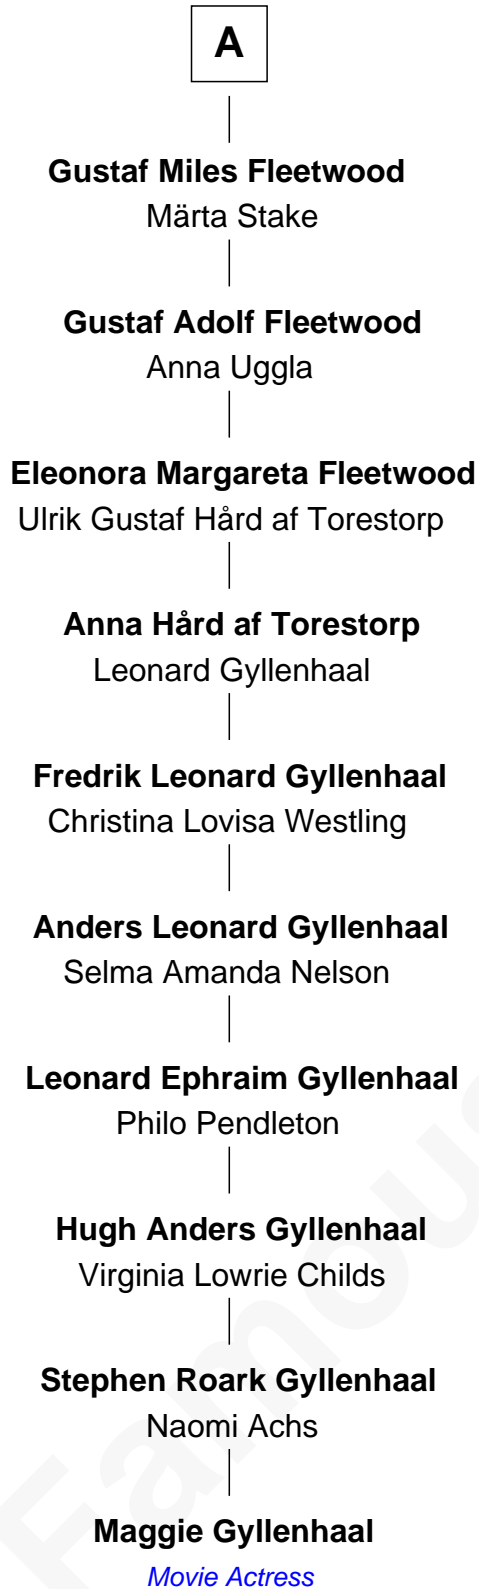 A
Gustaf Miles Fleetwood
Märta Stake
Gustaf Adolf Fleetwood
Anna Uggla
Eleonora Margareta Fleetwood
Ulrik Gustaf Hård af Torestorp
Anna Hård af Torestorp
Leonard Gyllenhaal
Fredrik Leonard Gyllenhaal
Christina Lovisa Westling
Anders Leonard Gyllenhaal
Selma Amanda Nelson
Leonard Ephraim Gyllenhaal
Philo Pendleton
Hugh Anders Gyllenhaal
Virginia Lowrie Childs
Stephen Roark Gyllenhaal
Naomi Achs
Maggie Gyllenhaal
Movie Actress
Famous